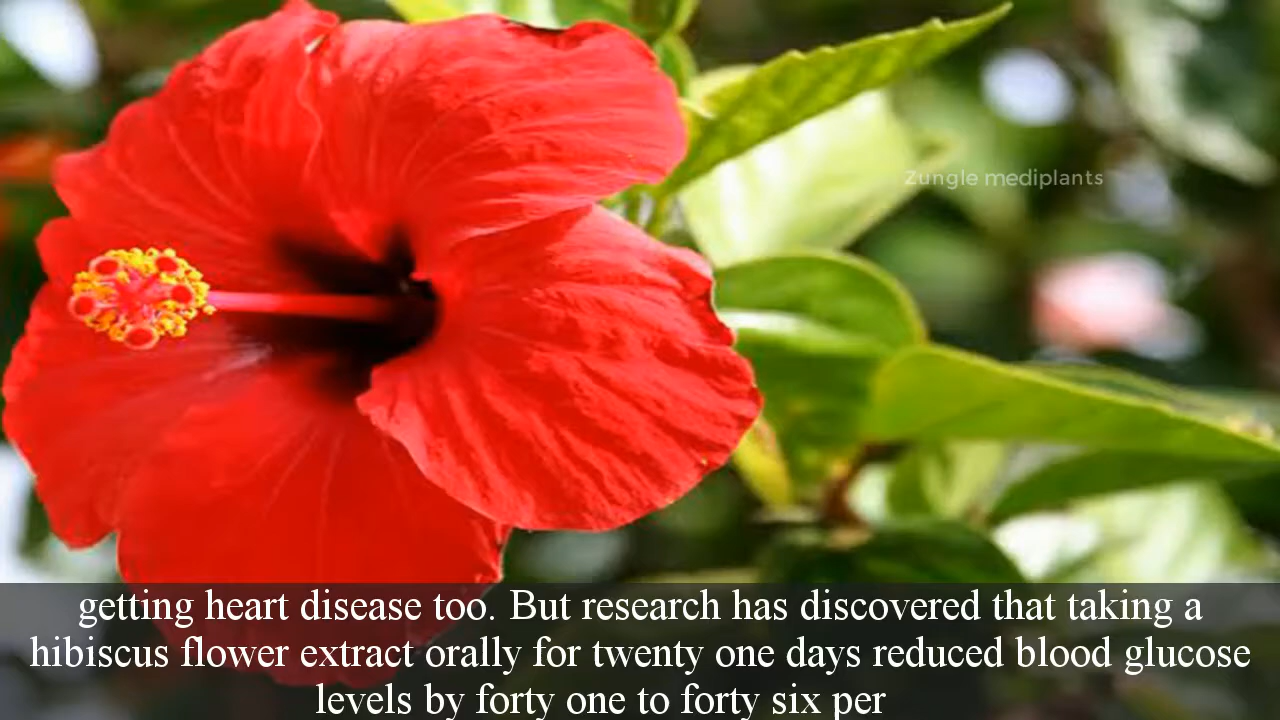 Zungle mediplants
getting heart disease too. But research has discovered that taking a
hibiscus flower extract orally for twenty one days reduced blood glucose
levels by forty one to forty six per